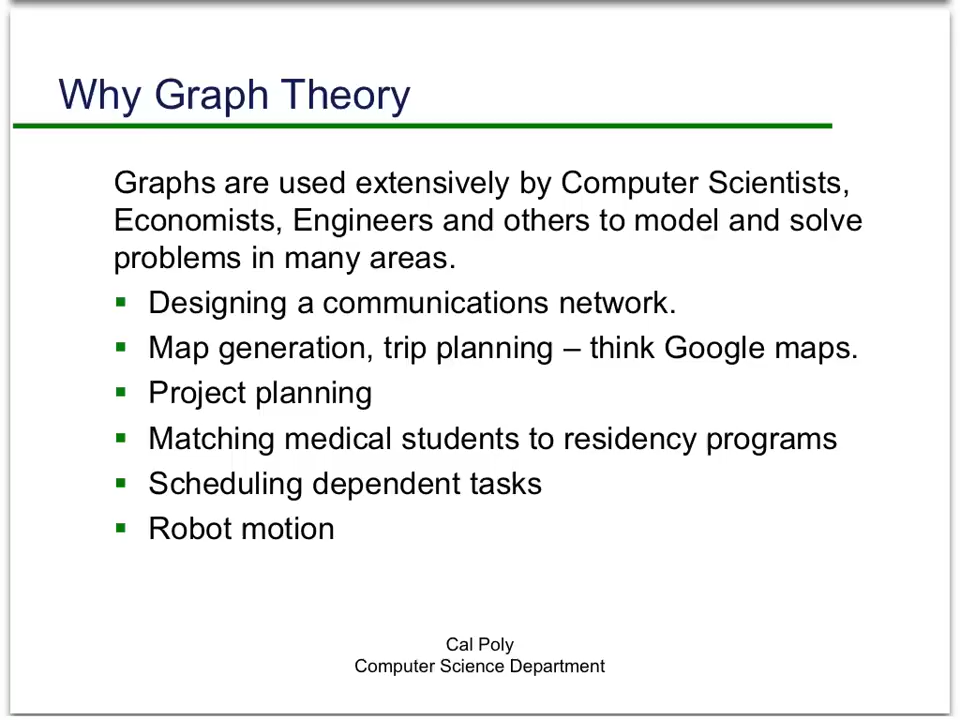 Why Graph Theory
Graphs are used extensively by Computer Scientists,
Economists, Engineers and others to model and solve
problems in many areas.
▪ Designing a communications network.
▪ Map generation, trip planning – think Google maps.
▪ Project planning
▪ Matching medical students to residency programs
▪ Scheduling dependent tasks
▪ Robot motion
Cal Poly
Computer Science Department